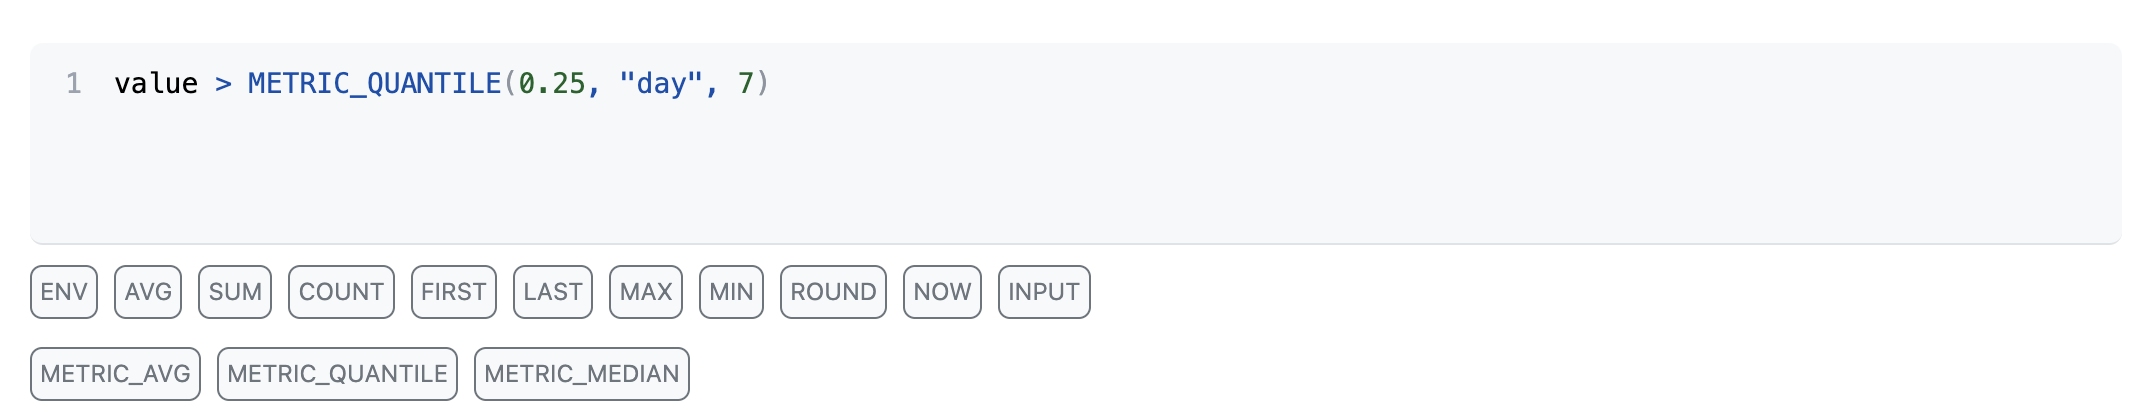 1 value > METRIC_QUANTILE(0.25, "day", 7)
ENV AVG SUM COUNT FIRST LAST MAX MIN ROUND NOW INPUT
METRIC_AVG METRIC_QUANTILE METRIC_MEDIAN